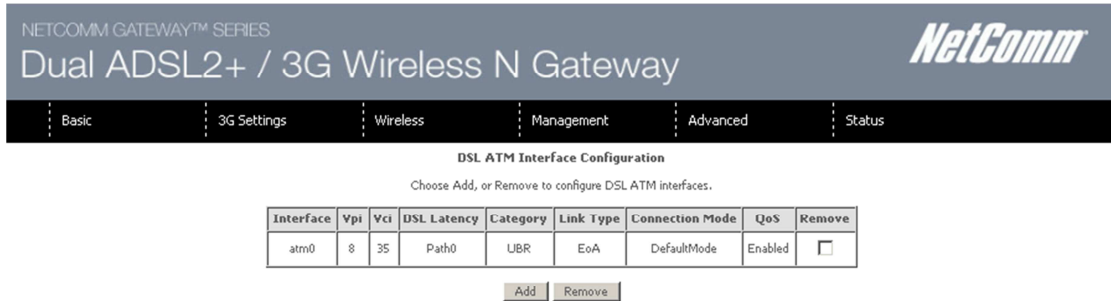 NETCOMM GATEWAY™ SERIES
Dual ADSL2+ / 3G Wireless N Gateway
NetComm
Basic 3G Settings Wireless Management Advanced Status
DSL ATM Interface Configuration
Choose Add, or Remove to configure DSL ATM interfaces.
Interface Vpi Vci DSL Latency Category Link Type Connection Mode QoS Remove
atm0 8 35 Path0 UBR EoA DefaultMode Enabled
Add Remove